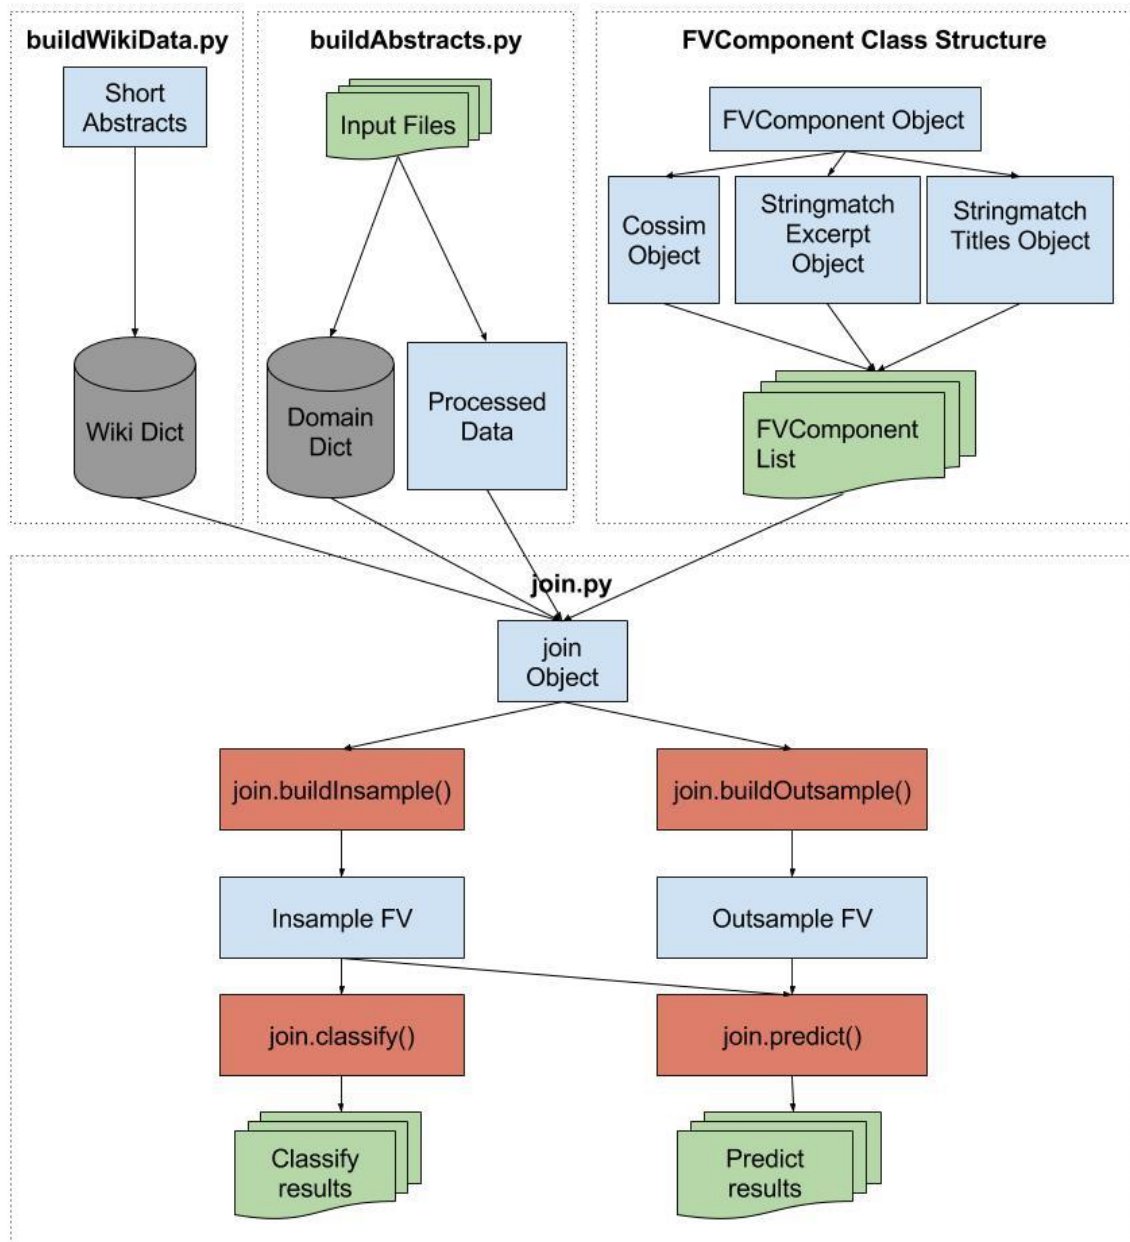 buildWikiData.py
Short
Abstracts
Wiki Dict
buildAbstracts.py
Input Files
Domain
Dict
Processed
Data
FVComponent Class Structure
FVComponent Object
Cossim
Object
Stringmatch
Excerpt
Object
Stringmatch
Titles Object
FVComponent
List
join.py
join
Object
join.buildInsample()
join.buildOutsample()
Insample FV
Outsample FV
join.classify()
join.predict()
Classify
results
Predict
results